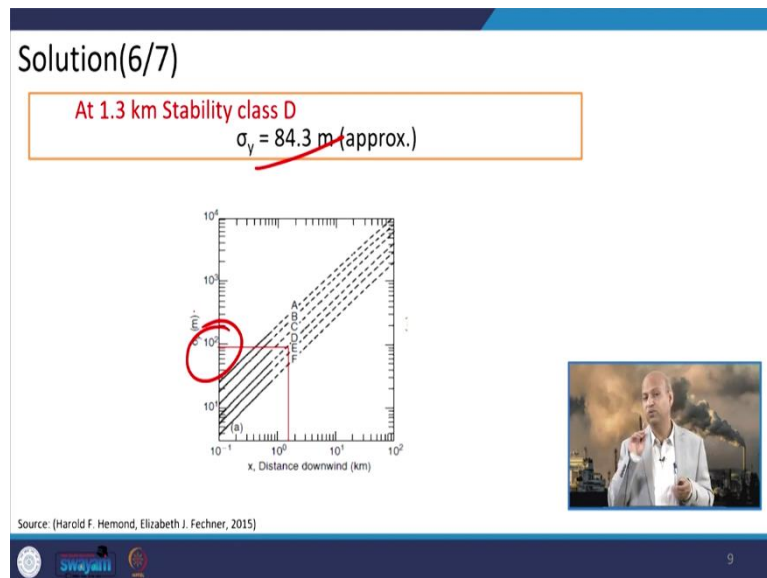 Solution(6/7)
At 1.3 km Stability class D
σy = 84.3 m (approx.)
10⁴
10³
10²
10¹
A
B
C
D
E
F
(a)
10⁻¹ 10⁰ 10¹ 10²
x, Distance downwind (km)
Source: (Harold F. Hemond, Elizabeth J. Fechner, 2015)
swayam
9